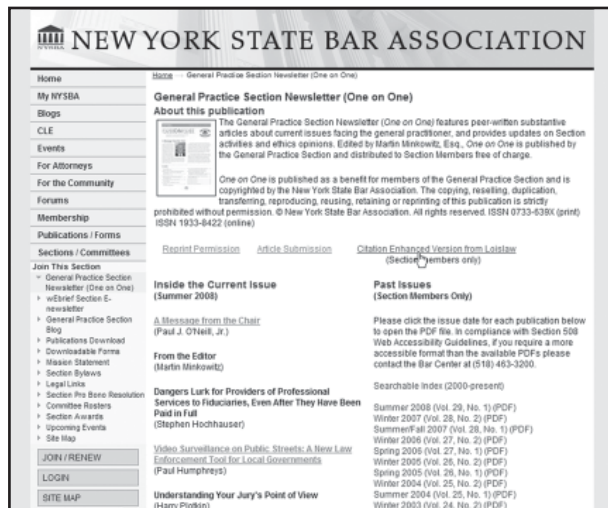 NYSBA
NEW YORK STATE BAR ASSOCIATION
Home
My NYSBA
Blogs
CLE
Events
For Attorneys
For the Community
Forums
Membership
Publications / Forms
Sections / Committees
Join This Section
General Practice Section
Newsletter (One on One)
wEbrief Section E-
newsletter
General Practice Section
Blog
Publications Download
Downloadable Forms
Mission Statement
Section Bylaws
Legal Links
Section Pro Bono Resolution
Committee Rosters
Section Awards
Upcoming Events
Site Map
JOIN / RENEW
LOGIN
SITE MAP
Home → General Practice Section Newsletter (One on One)
General Practice Section Newsletter (One on One)
About this publication
The General Practice Section Newsletter (One on One) features peer-written substantive
articles about current issues facing the general practitioner, and provides updates on Section
activities and ethics opinions. Edited by Martin Minkowitz, Esq., One on One is published by
the General Practice Section and distributed to Section Members free of charge.
One on One is published as a benefit for members of the General Practice Section and is
copyrighted by the New York State Bar Association. The copying, reselling, duplication,
transferring, reproducing, reusing, retaining or reprinting of this publication is strictly
prohibited without permission. © New York State Bar Association. All rights reserved. ISSN 0733-639X (print)
ISSN 1933-8422 (online)
Reprint Permission Article Submission Citation Enhanced Version from Loislaw
(Section members only)
Inside the Current Issue
(Summer 2008)
A Message from the Chair
(Paul J. O'Neill, Jr.)
From the Editor
(Martin Minkowitz)
Dangers Lurk for Providers of Professional
Services to Fiduciaries, Even After They Have Been
Paid in Full
(Stephen Hochhauser)
Video Surveillance on Public Streets: A New Law
Enforcement Tool for Local Governments
(Paul Humphreys)
Understanding Your Jury's Point of View
(Harry Plotkin)
Past Issues
(Section Members Only)
Please click the issue date for each publication below
to open the PDF file. In compliance with Section 508
Web Accessibility Guidelines, if you require a more
accessible format than the available PDFs please
contact the Bar Center at (518) 463-3200.
Searchable Index (2000-present)
Summer 2008 (Vol. 29, No. 1) (PDF)
Winter 2007 (Vol. 28, No. 2) (PDF)
Summer/Fall 2007 (Vol. 28, No. 1) (PDF)
Winter 2006 (Vol. 27, No. 2) (PDF)
Spring 2006 (Vol. 27, No. 1) (PDF)
Winter 2005 (Vol. 26, No. 2) (PDF)
Spring 2005 (Vol. 26, No. 1) (PDF)
Winter 2004 (Vol. 25, No. 2) (PDF)
Summer 2004 (Vol. 25, No. 1) (PDF)
Winter 2003 (Vol. 24, No. 2) (PDF)